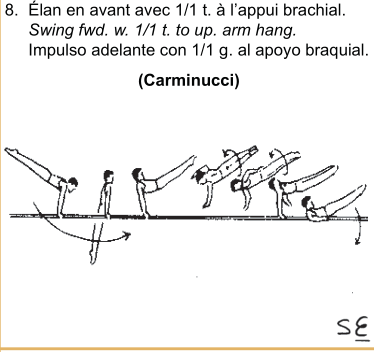 8. Élan en avant avec 1/1 t. à l'appui brachial.
Swing fwd. w. 1/1 t. to up. arm hang.
Impulso adelante con 1/1 g. al apoyo braquial.
(Carminucci)
SE